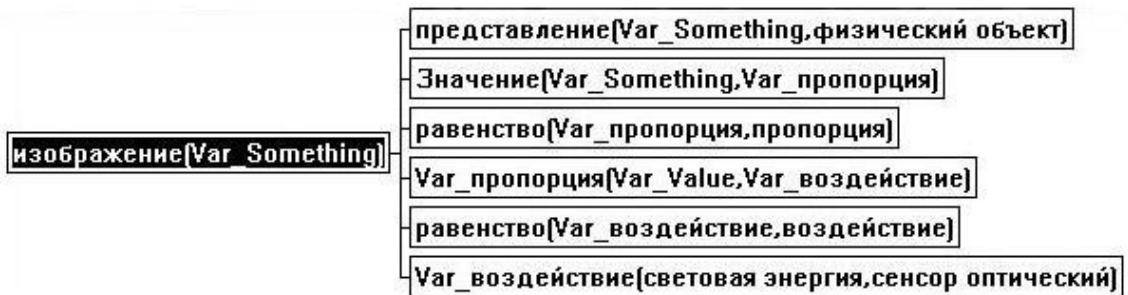 представление(Var_Something,физический объект)
Значение(Var_Something,Var_пропорция)
равенство(Var_пропорция,пропорция)
изображение(Var_Something)
Var_пропорция(Var_Value,Var_воздействие)
равенство(Var_воздействие,воздействие)
Var_воздействие(световая энергия,сенсор оптический)